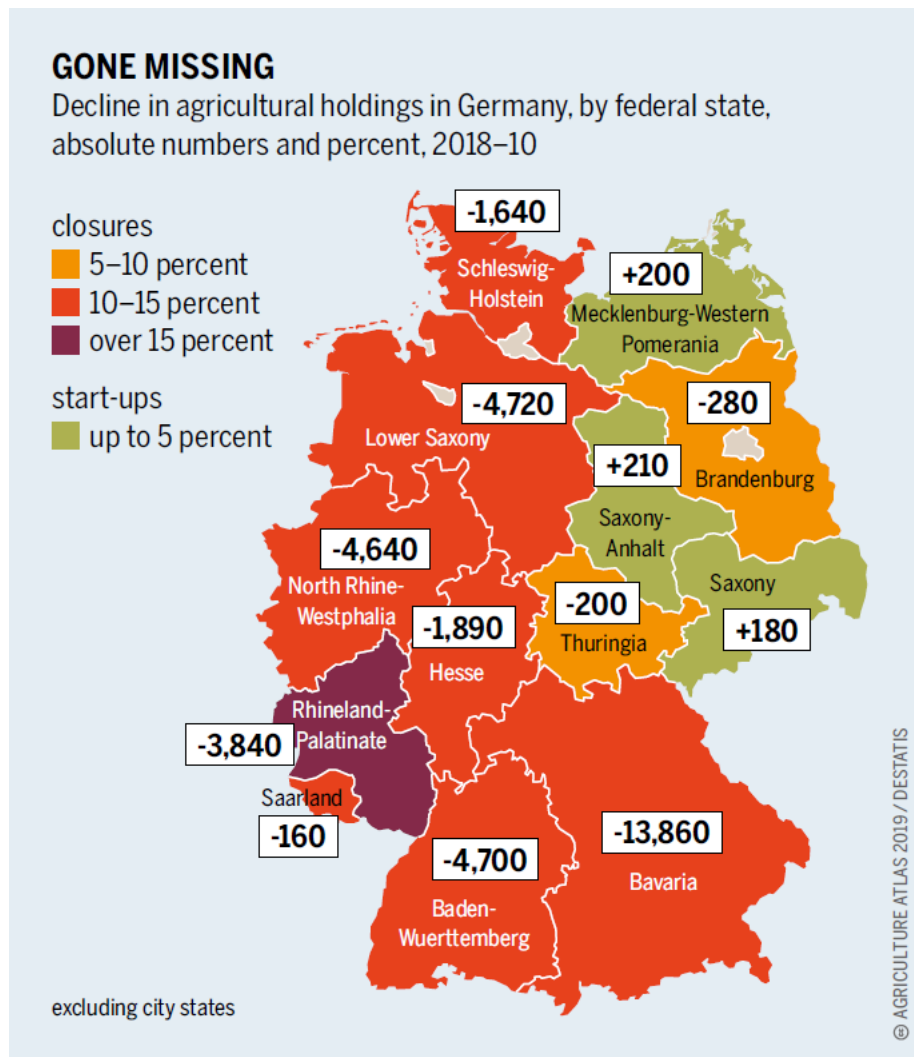 GONE MISSING
Decline in agricultural holdings in Germany, by federal state,
absolute numbers and percent, 2018–10
closures
5–10 percent
10–15 percent
over 15 percent
start-ups
up to 5 percent
-1,640
Schleswig-
Holstein
+200
Mecklenburg-Western
Pomerania
-4,720
Lower Saxony
-280
Brandenburg
+210
Saxony-
Anhalt
-4,640
North Rhine-
Westphalia
-1,890
Hesse
-200
Thuringia
Saxony
+180
Rhineland-
Palatinate
-3,840
Saarland
-160
-4,700
Baden-
Wuerttemberg
-13,860
Bavaria
excluding city states
© AGRICULTURE ATLAS 2019 / DESTATIS